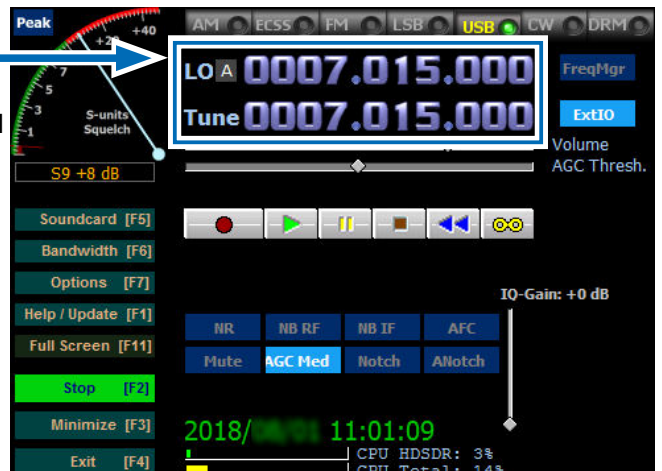 Peak
+20
+40
AM ECSS FM LSB USB CW DRM
7
5
3
1
S-units
Squelch
LO A 0007.015.000
FreqMgr
Tune 0007.015.000
ExtIO
Volume
AGC Thresh.
S9 +8 dB
Soundcard [F5]
Bandwidth [F6]
Options [F7]
IQ-Gain: +0 dB
Help / Update [F1]
NR NB RF NB IF AFC
Full Screen [F11]
Mute AGC Med Notch ANotch
Stop [F2]
Minimize [F3]
2018/ 11:01:09
CPU HDSDR: 3%
Exit [F4]
CPU Total: 14%